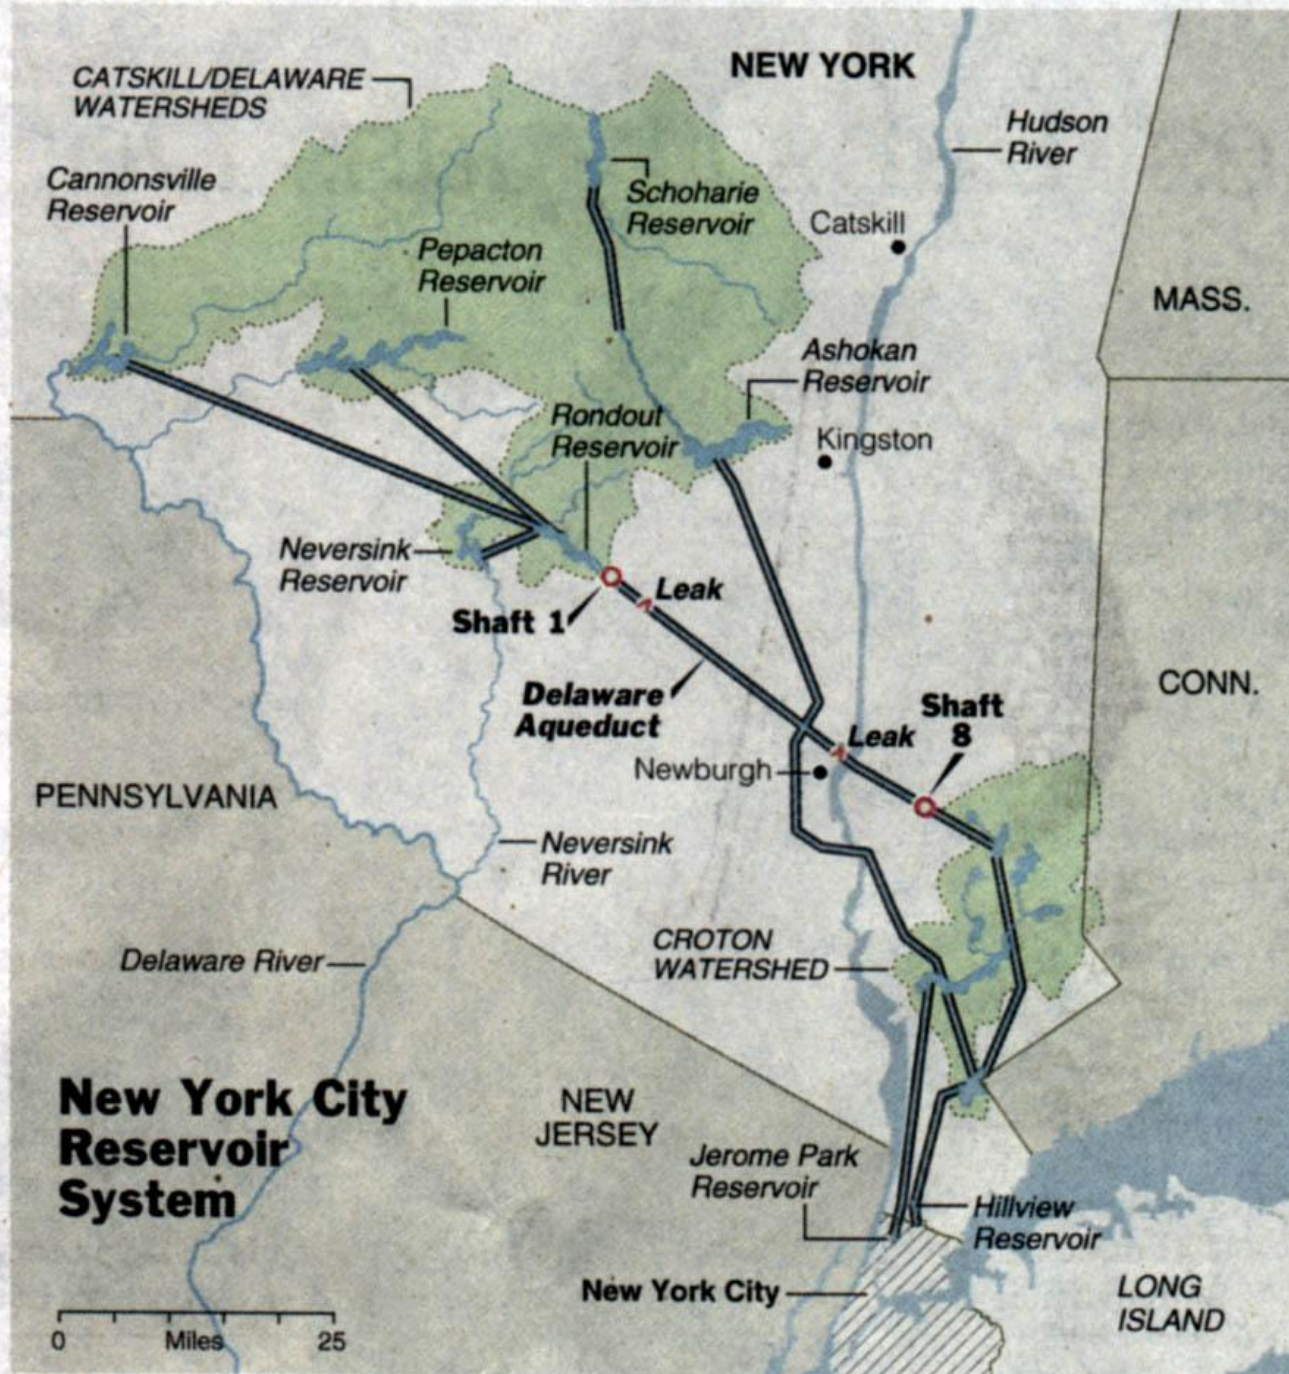 NEW YORK
CATSKILL/DELAWARE
WATERSHEDS
Hudson
River
Cannonsville
Reservoir
Schoharie
Reservoir
Catskill
Pepacton
Reservoir
MASS.
Ashokan
Reservoir
Rondout
Reservoir
Kingston
Neversink
Reservoir
Leak
Shaft 1
CONN.
Delaware
Aqueduct
Shaft
8
Leak
Newburgh
PENNSYLVANIA
Neversink
River
CROTON
WATERSHED
Delaware River
New York City
Reservoir
System
NEW
JERSEY
Jerome Park
Reservoir
Hillview
Reservoir
New York City
LONG
ISLAND
0 Miles 25